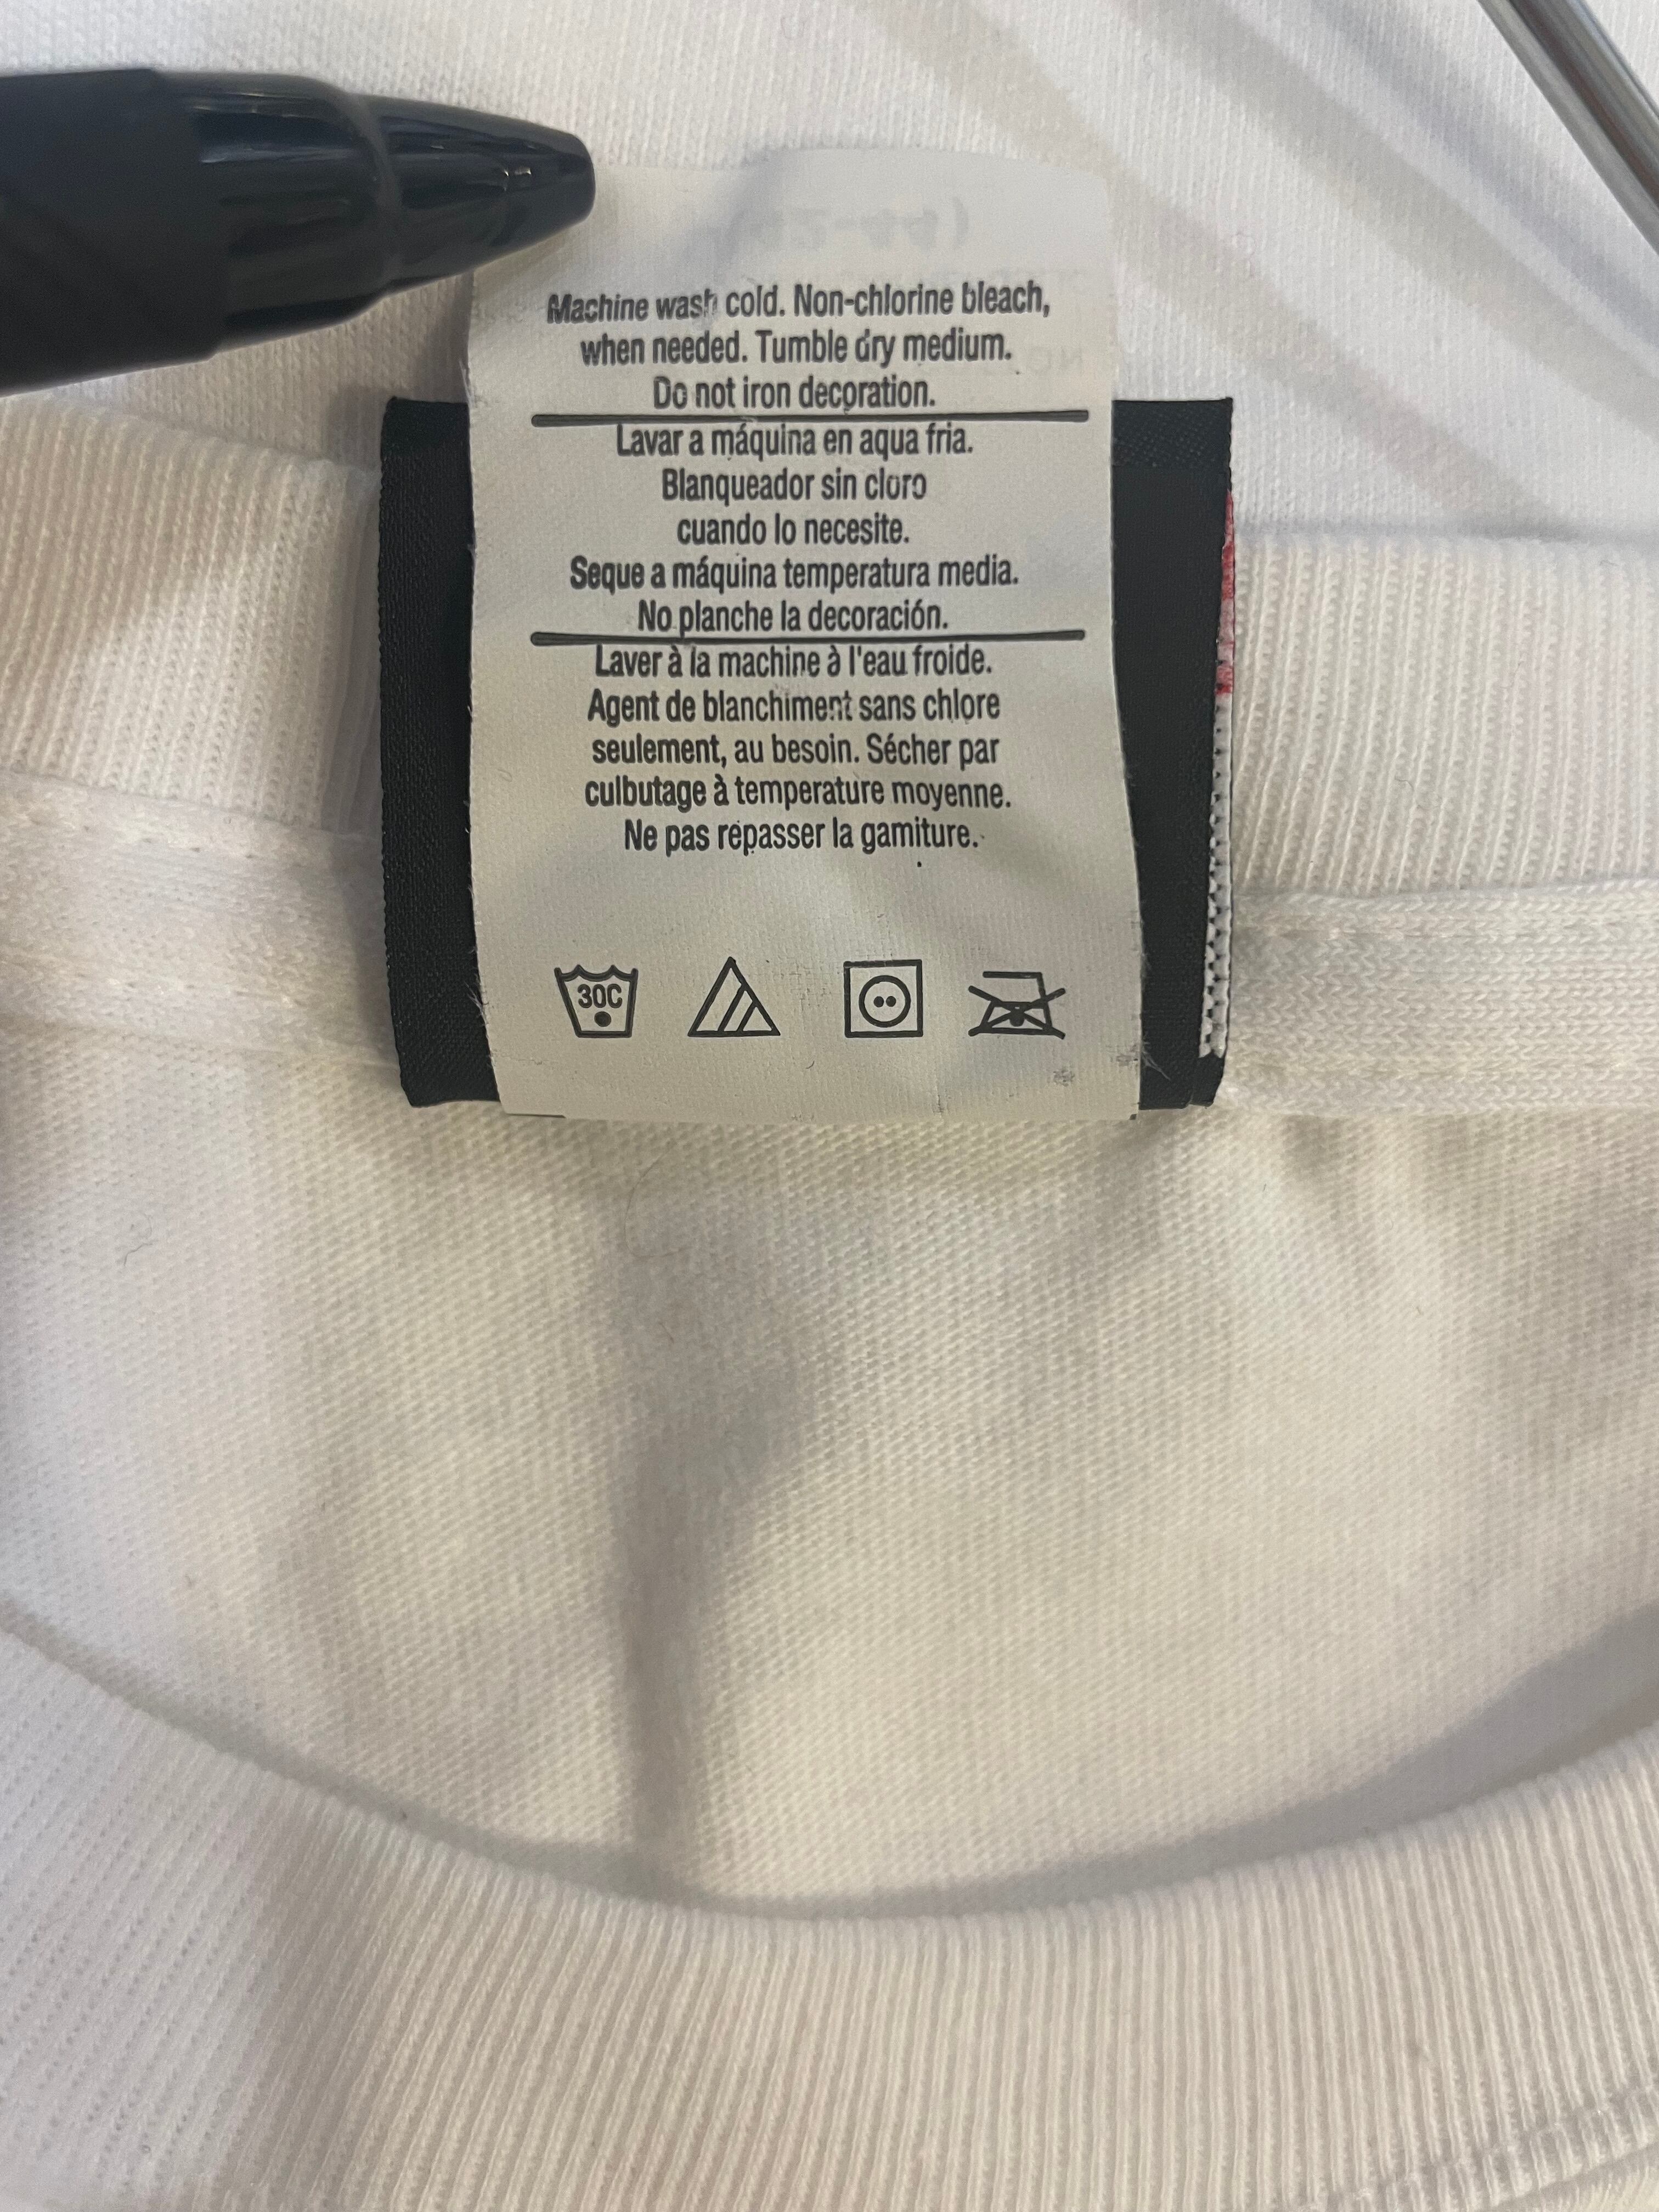 Machine wash cold. Non-chlorine bleach,
when needed. Tumble dry medium.
Do not iron decoration.
Lavar a máquina en aqua fria.
Blanqueador sin cloro
cuando lo necesite.
Seque a máquina temperatura media.
No planche la decoración.
Laver à la machine à l'eau froide.
Agent de blanchiment sans chlore
seulement, au besoin. Sécher par
culbutage à temperature moyenne.
Ne pas repasser la gamiture.
30C